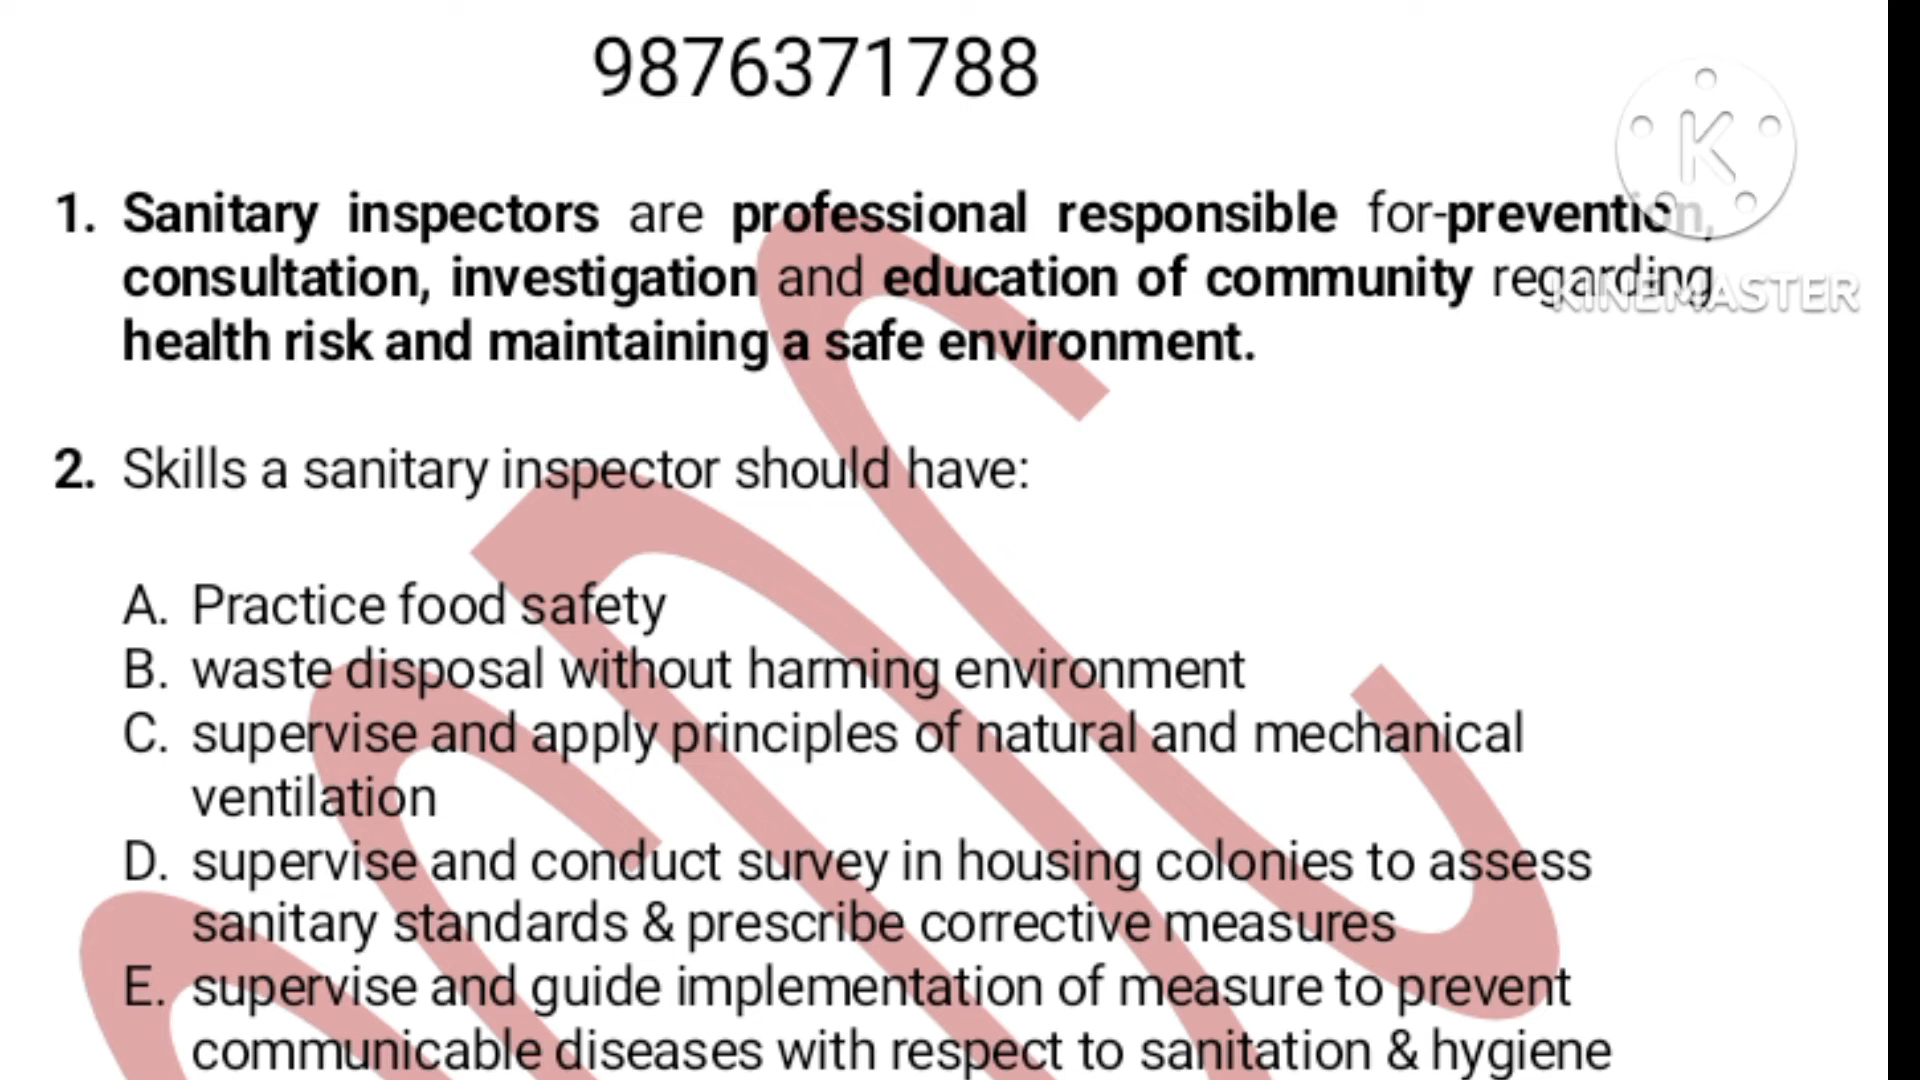 9876371788
K
1. Sanitary inspectors are professional responsible for-prevention,
consultation, investigation and education of community regarding
KINEMASTER
health risk and maintaining a safe environment.
2. Skills a sanitary inspector should have:
A. Practice food safety
B. waste disposal without harming environment
C. supervise and apply principles of natural and mechanical
ventilation
D. supervise and conduct survey in housing colonies to assess
sanitary standards & prescribe corrective measures
E. supervise and guide implementation of measure to prevent
communicable diseases with respect to sanitation & hygiene